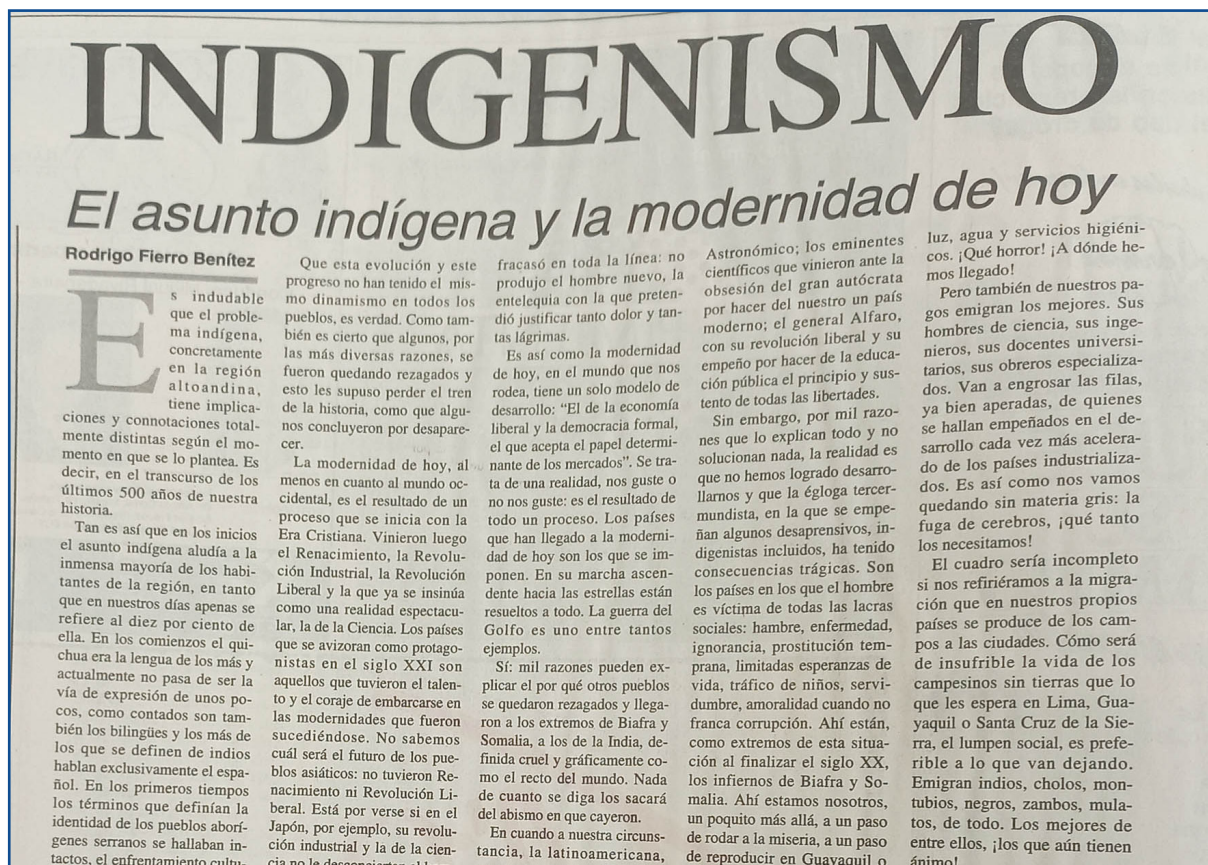 INDIGENISMO
El asunto indígena y la modernidad de hoy
Rodrigo Fierro Benítez
Es indudable
que el proble-
ma indígena,
concretamente
en la región
altoandina,
tiene implica-
ciones y connotaciones total-
mente distintas según el mo-
mento en que se lo plantea. Es
decir, en el transcurso de los
últimos 500 años de nuestra
historia.
Tan es así que en los inicios
el asunto indígena aludía a la
inmensa mayoría de los habi-
tantes de la región, en tanto
que en nuestros días apenas se
refiere al diez por ciento de
ella. En los comienzos el qui-
chua era la lengua de los más y
actualmente no pasa de ser la
vía de expresión de unos po-
cos, como contados son tam-
bién los bilingües y los más de
los que se definen de indios
hablan exclusivamente el espa-
ñol. En los primeros tiempos
los términos que definían la
identidad de los pueblos aborí-
genes serranos se hallaban in-
tactos, el enfrentamiento cultu-
Que esta evolución y este
progreso no han tenido el mis-
mo dinamismo en todos los
pueblos, es verdad. Como tam-
bién es cierto que algunos, por
las más diversas razones, se
fueron quedando rezagados y
esto les supuso perder el tren
de la historia, como que algu-
nos concluyeron por desapare-
cer.
La modernidad de hoy, al
menos en cuanto al mundo oc-
cidental, es el resultado de un
proceso que se inicia con la
Era Cristiana. Vinieron luego
el Renacimiento, la Revolu-
ción Industrial, la Revolución
Liberal y la que ya se insinúa
como una realidad espectacu-
lar, la de la Ciencia. Los países
que se avizoran como protago-
nistas en el siglo XXI son
aquellos que tuvieron el talen-
to y el coraje de embarcarse en
las modernidades que fueron
sucediéndose. No sabemos
cuál será el futuro de los pue-
blos asiáticos: no tuvieron Re-
nacimiento ni Revolución Li-
beral. Está por verse si en el
Japón, por ejemplo, su revolu-
ción industrial y la de la cien-
cia no le
fracasó en toda la línea: no
produjo el hombre nuevo, la
entelequia con la que preten-
dió justificar tanto dolor y tan-
tas lágrimas.
Es así como la modernidad
de hoy, en el mundo que nos
rodea, tiene un solo modelo de
desarrollo: "El de la economía
liberal y la democracia formal,
el que acepta el papel determi-
nante de los mercados". Se tra-
ta de una realidad, nos guste o
no nos guste: es el resultado de
todo un proceso. Los países
que han llegado a la moderni-
dad de hoy son los que se im-
ponen. En su marcha ascen-
dente hacia las estrellas están
resueltos a todo. La guerra del
Golfo es uno entre tantos
ejemplos.
Sí: mil razones pueden ex-
plicar el por qué otros pueblos
se quedaron rezagados y llega-
ron a los extremos de Biafra y
Somalia, a los de la India, de-
finida cruel y gráficamente co-
mo el recto del mundo. Nada
de cuanto se diga los sacará
del abismo en que cayeron.
En cuando a nuestra circuns-
tancia, la latinoamericana,
Astronómico; los eminentes
científicos que vinieron ante la
obsesión del gran autócrata
por hacer del nuestro un país
moderno; el general Alfaro,
con su revolución liberal y su
empeño por hacer de la educa-
ción pública el principio y sus-
tento de todas las libertades.
Sin embargo, por mil razo-
nes que lo explican todo y no
solucionan nada, la realidad es
que no hemos logrado desarro-
llarnos y que la égloga tercer-
mundista, en la que se empe-
ñan algunos desaprensivos, in-
digenistas incluidos, ha tenido
consecuencias trágicas. Son
los países en los que el hombre
es víctima de todas las lacras
sociales: hambre, enfermedad,
ignorancia, prostitución tem-
prana, limitadas esperanzas de
vida, tráfico de niños, servi-
dumbre, amoralidad cuando no
franca corrupción. Ahí están,
como extremos de esta situa-
ción al finalizar el siglo XX,
los infiernos de Biafra y So-
malia. Ahí estamos nosotros,
un poquito más allá, a un paso
de rodar a la miseria, a un paso
de reproducir en Guayaquil o
luz, agua y servicios higiéni-
cos. ¡Qué horror! ¡A dónde he-
mos llegado!
Pero también de nuestros pa-
gos emigran los mejores. Sus
hombres de ciencia, sus inge-
nieros, sus docentes universi-
tarios, sus obreros especializa-
dos. Van a engrosar las filas,
ya bien aperadas, de quienes
se hallan empeñados en el de-
sarrollo cada vez más acelera-
do de los países industrializa-
dos. Es así como nos vamos
quedando sin materia gris: la
fuga de cerebros, ¡qué tanto
los necesitamos!
El cuadro sería incompleto
si nos refiriéramos a la migra-
ción que en nuestros propios
países se produce de los cam-
pos a las ciudades. Cómo será
de insufrible la vida de los
campesinos sin tierras que lo
que les espera en Lima, Gua-
yaquil o Santa Cruz de la Sie-
rra, el lumpen social, es prefe-
rible a lo que van dejando.
Emigran indios, cholos, mon-
tubios, negros, zambos, mula-
tos, de todo. Los mejores de
entre ellos, ¡los que aún tienen
ánimo!